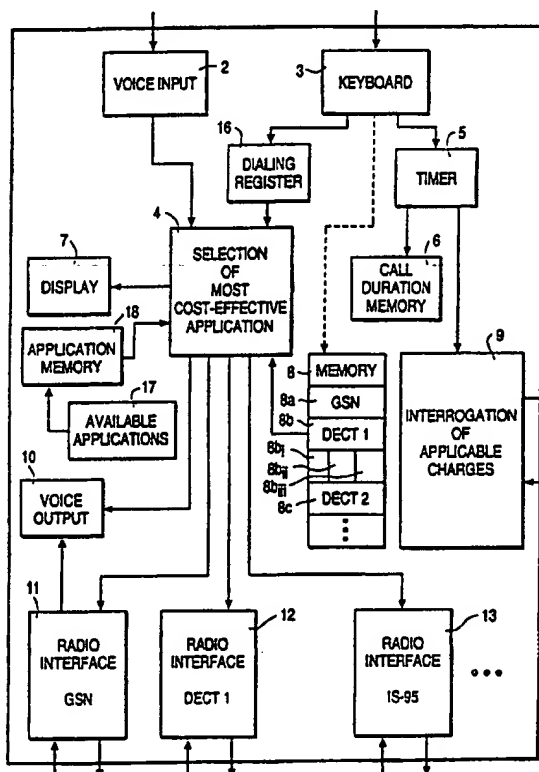 2
VOICE INPUT
3
KEYBOARD
16
DIALING
REGISTER
5
TIMER
4
SELECTION
OF
MOST
COST-EFFECTIVE
APPLICATION
7
DISPLAY
6
CALL
DURATION
MEMORY
18
APPLICATION
MEMORY
17
AVAILABLE
APPLICATIONS
8
MEMORY
8a
GSN
8b
DECT 1
8bi
8bii
8biii
8c
DECT 2
9
INTERROGATION
OF
APPLICABLE
CHARGES
10
VOICE
OUTPUT
11
RADIO
INTERFACE
GSN
12
RADIO
INTERFACE
DECT 1
13
RADIO
INTERFACE
IS-95